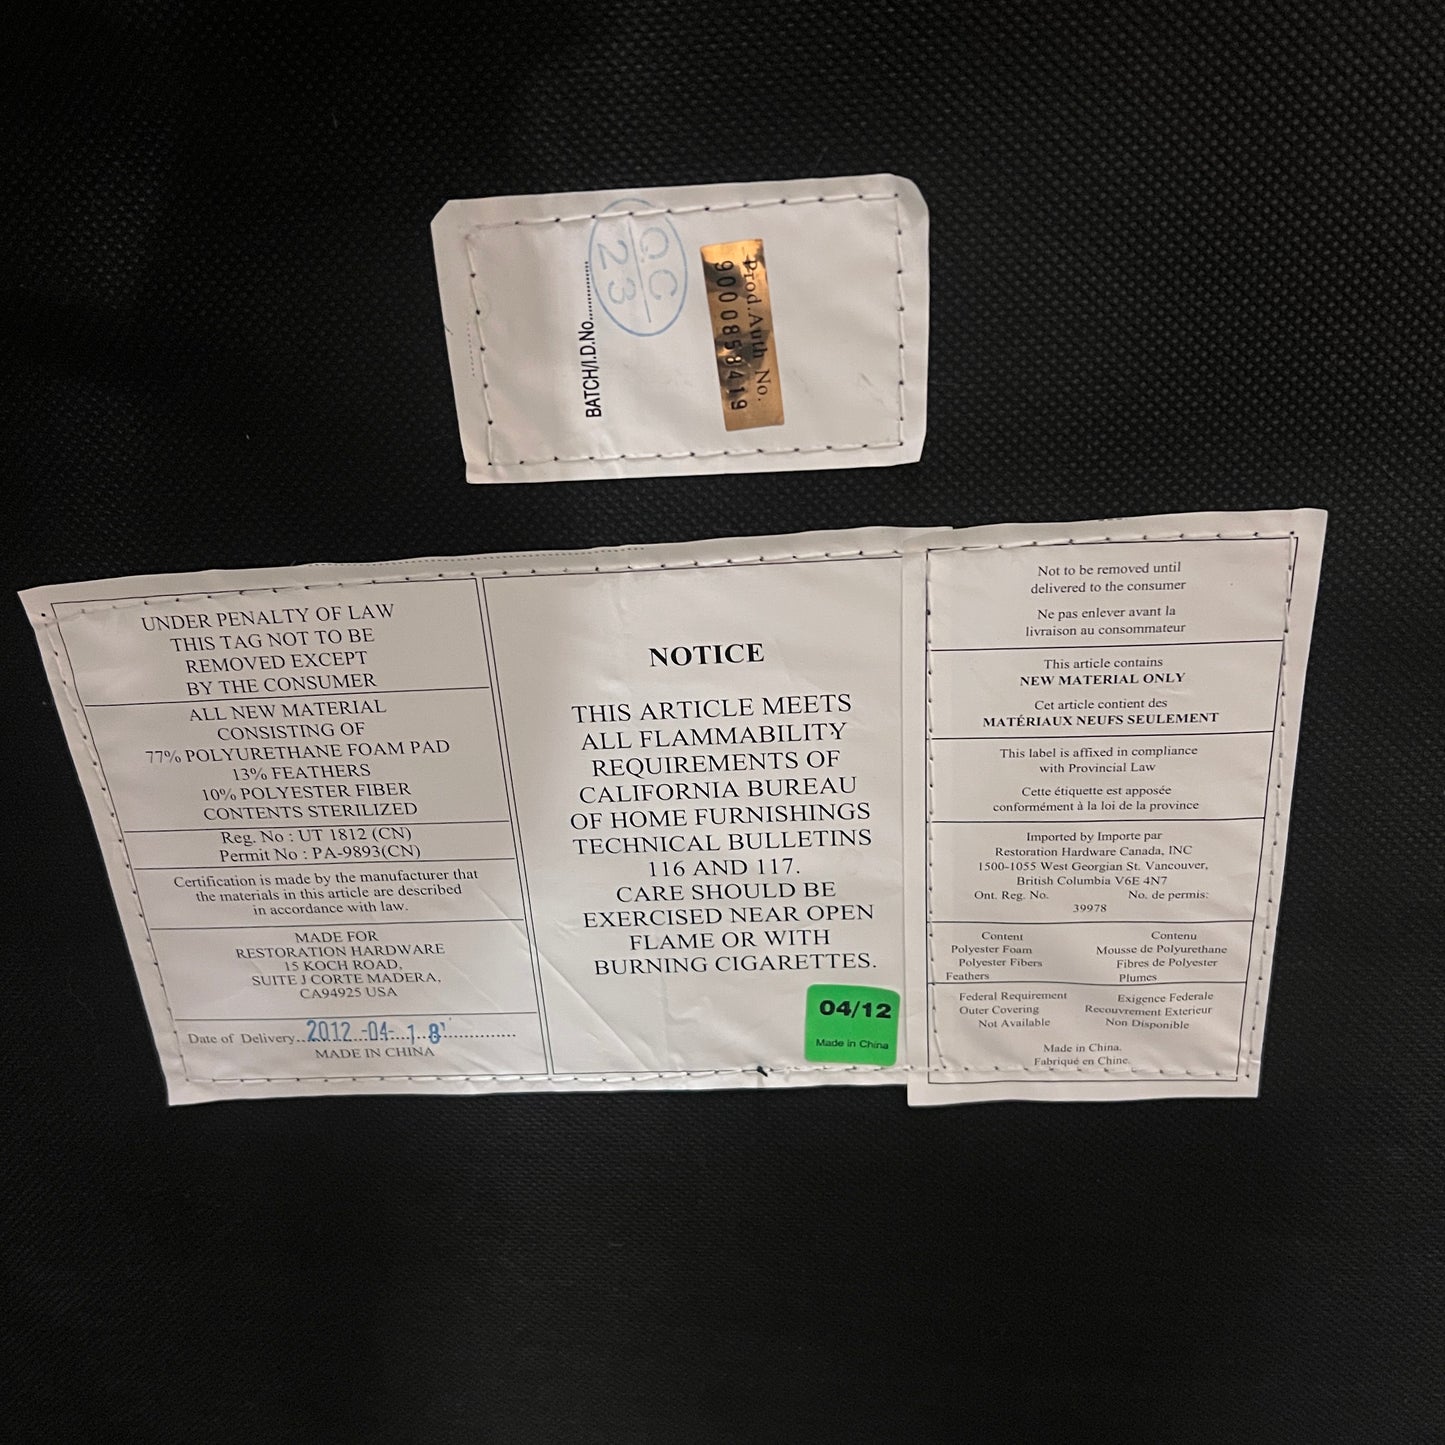 BATCH/I.D.No..............
Q.C
23
Prod.Auth No.
9000858419
UNDER PENALTY OF LAW
THIS TAG NOT TO BE
REMOVED EXCEPT
BY THE CONSUMER
ALL NEW MATERIAL
CONSISTING OF
77% POLYURETHANE FOAM PAD
13% FEATHERS
10% POLYESTER FIBER
CONTENTS STERILIZED
Reg. No : UT 1812 (CN)
Permit No : PA-9893(CN)
Certification is made by the manufacturer that
the materials in this article are described
in accordance with law.
MADE FOR
RESTORATION HARDWARE
15 KOCH ROAD,
SUITE J CORTE MADERA,
CA94925 USA
Date of Delivery..2012.-04-.18
MADE IN CHINA
NOTICE
THIS ARTICLE MEETS
ALL FLAMMABILITY
REQUIREMENTS OF
CALIFORNIA BUREAU
OF HOME FURNISHINGS
TECHNICAL BULLETINS
116 AND 117.
CARE SHOULD BE
EXERCISED NEAR OPEN
FLAME OR WITH
BURNING CIGARETTES.
04/12
Made in China
Not to be removed until
delivered to the consumer
Ne pas enlever avant la
livraison au consommateur
This article contains
NEW MATERIAL ONLY
Cet article contient des
MATÉRIAUX NEUFS SEULEMENT
This label is affixed in compliance
with Provincial Law
Cette étiquette est apposée
conformément à la loi de la province
Imported by Importe par
Restoration Hardware Canada, INC
1500-1055 West Georgian St. Vancouver,
British Columbia V6E 4N7
Ont. Reg. No. No. de permis:
39978
Content Contenu
Polyester Foam Mousse de Polyurethane
Polyester Fibers Fibres de Polyester
Feathers Plumes
Federal Requirement Exigence Federale
Outer Covering Recouvrement Exterieur
Not Available Non Disponible
Made in China.
Fabriqué en Chine.